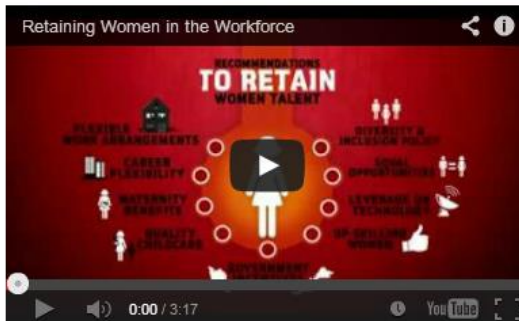 Retaining Women in the Workforce
RECOMMENDATIONS
TO RETAIN
WOMEN TALENT
FLEXIBLE
WORK ARRANGEMENTS
CAREER
FLEXIBILITY
MATERNITY
BENEFITS
QUALITY
CHILDCARE
GOVERNMENT
DIVERSITY &
INCLUSION POLICY
EQUAL
OPPORTUNITIES
LEVERAGE ON
TECHNOLOGY
UP-SKILLING
WOMEN
0:00 / 3:17
YouTube